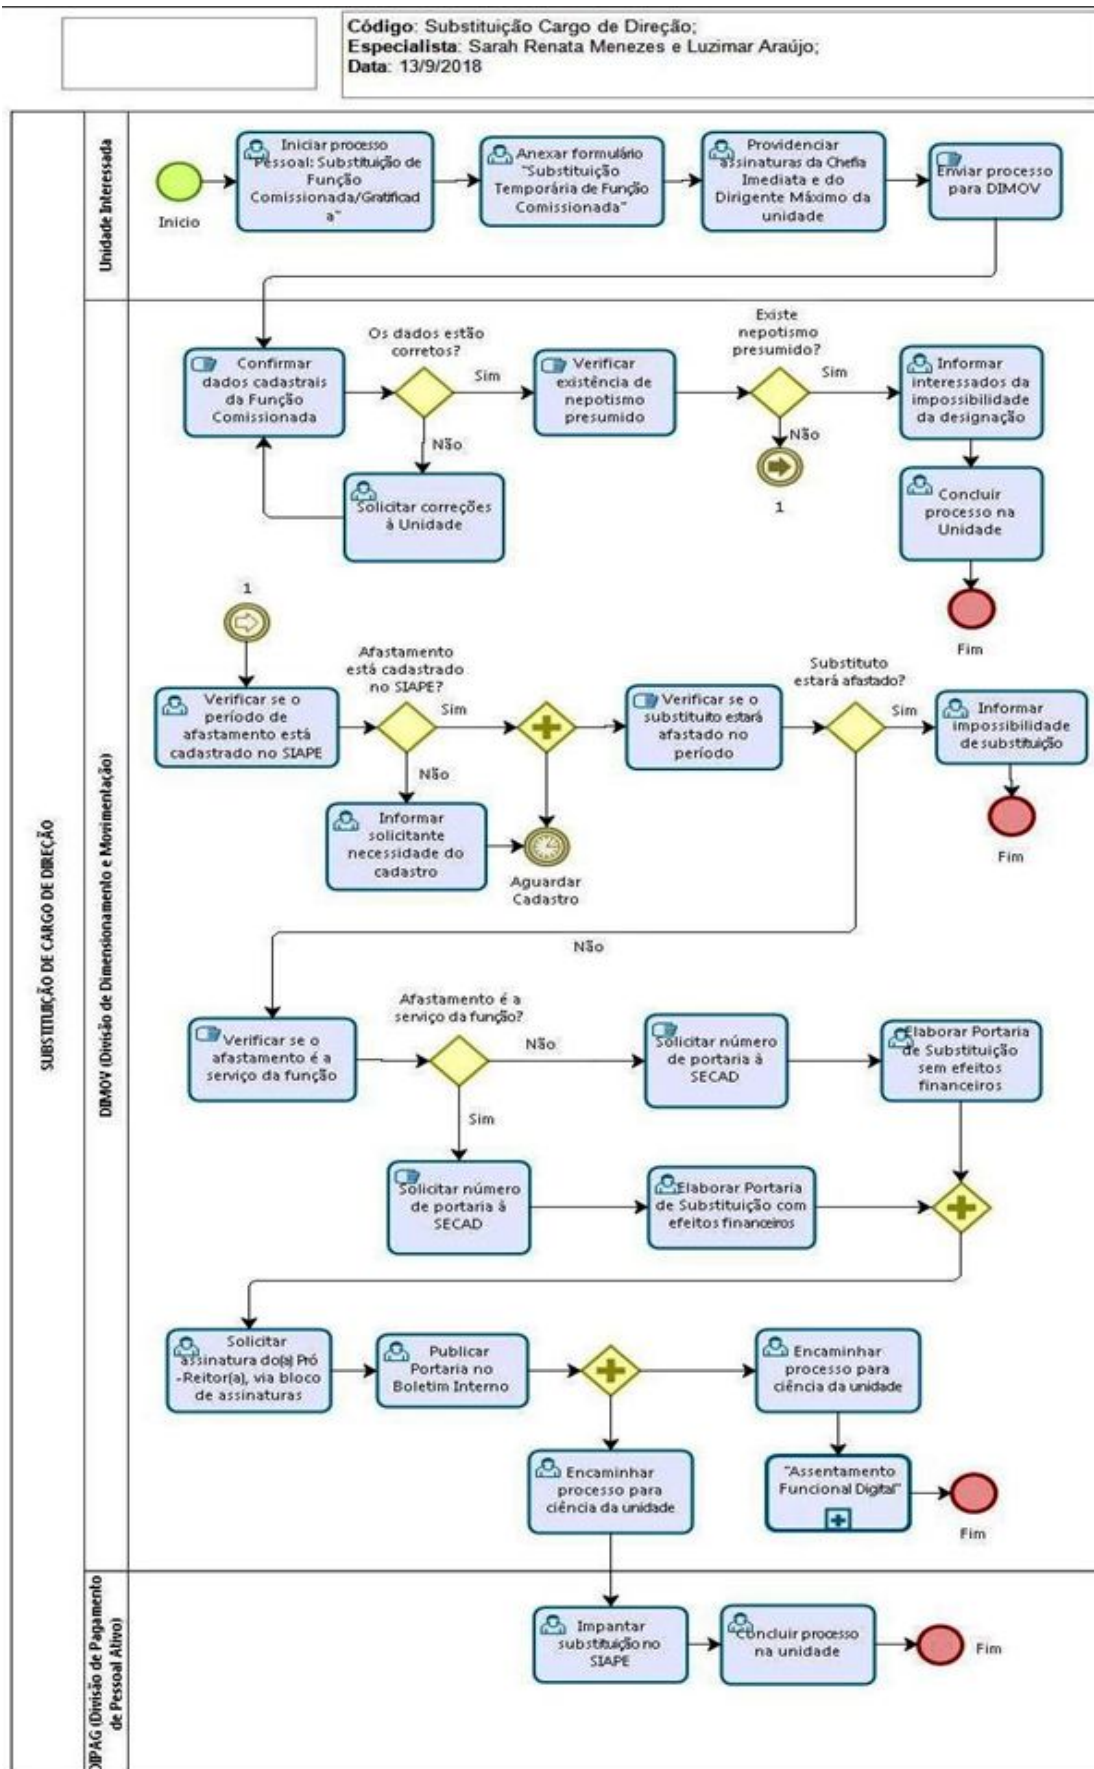 Código: Substituição Cargo de Direção;
Especialista: Sarah Renata Menezes e Luzimar Araújo;
Data: 13/9/2018
SUBSTITUIÇÃO DE CARGO DE DIREÇÃO
Unidade Interessada
Inicio
Iniciar processo
Pessoal: Substituição de
Função
Comissionada/Gratificad
a"
Anexar formulário
"Substituição
Temporária de Função
Comissionada"
Providenciar
assinaturas da Chefia
Imediata e do
Dirigente Máximo da
unidade
Enviar processo
para DIMOV
DIMOV (Divisão de Dimensionamento e Movimentação)
Confirmar
dados cadastrais
da Função
Comissionada
Os dados estão
corretos?
Sim
Não
Solicitar correções
à Unidade
Verificar
existência de
nepotismo
presumido
Existe
nepotismo
presumido?
Sim
Não
1
Informar
interessados da
impossibilidade
da designação
Concluir
processo na
Unidade
Fim
1
Verificar se o
período de
afastamento está
cadastrado no SIAPE
Afastamento
está cadastrado
no SIAPE?
Sim
Não
Informar
solicitante
necessidade do
cadastro
Aguardar
Cadastro
Verificar se o
substituito estará
afastado no
período
Substituto
estará afastado?
Sim
Informar
impossibilidade
de substituição
Fim
Não
Verificar se o
afastamento é a
serviço da função
Afastamento é a
serviço da função?
Não
Solicitar número
de portaria à
SECAD
Elaborar Portaria
de Substituição
sem efeitos
financeiros
Sim
Solicitar número
de portaria à
SECAD
Elaborar Portaria
de Substituição com
efeitos financeiros
Solicitar
assinatura do(a) Pró
-Reitor(a), via bloco
de assinaturas
Publicar
Portaria no
Boletim Interno
Encaminhar
processo para
ciência da unidade
Encaminhar
processo para
ciência da unidade
"Assentamento
Funcional Digital"
Fim
DIPAG (Divisão de Pagamento
de Pessoal Ativo)
Impantar
substituição no
SIAPE
Concluir processo
na unidade
Fim